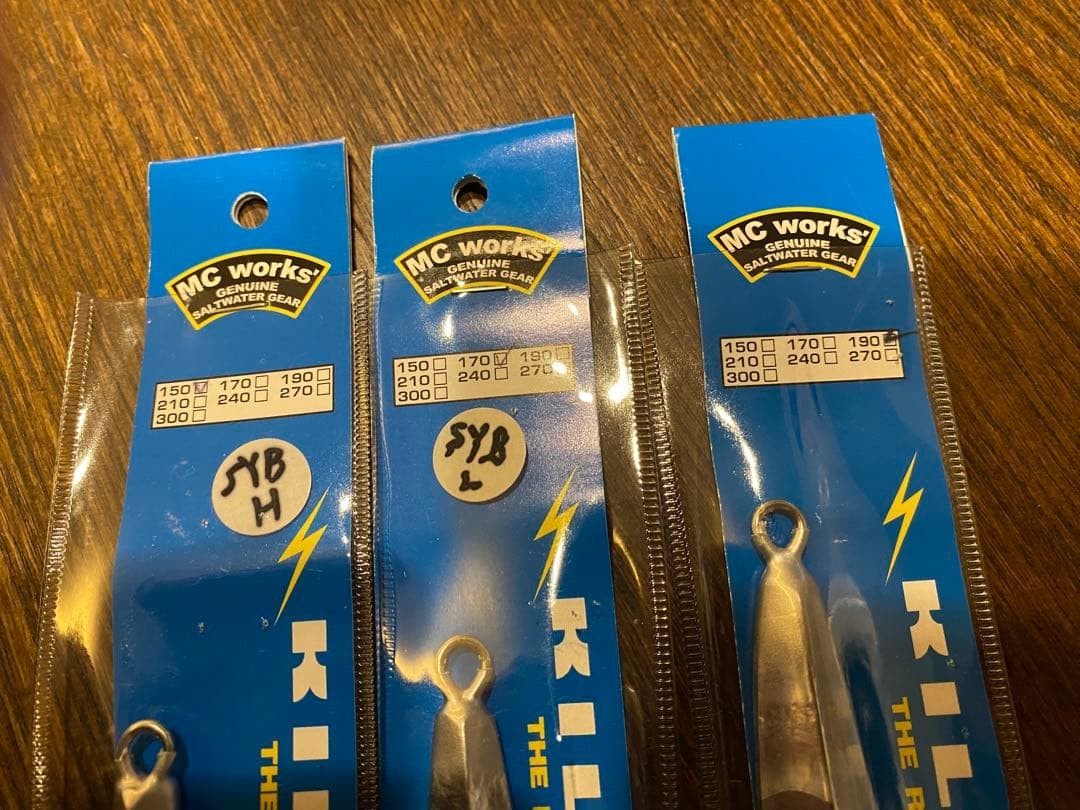 MC works'
GENUINE
SALTWATER GEAR
150 170 190
210 240 270
300
SYB
H
KIL
THE
MC works'
GENUINE
SALTWATER GEAR
150 170 190
210 240 270
300
SYB
L
KIL
THE
MC works'
GENUINE
SALTWATER GEAR
150 170 190
210 240 270
300
KIL
THE R